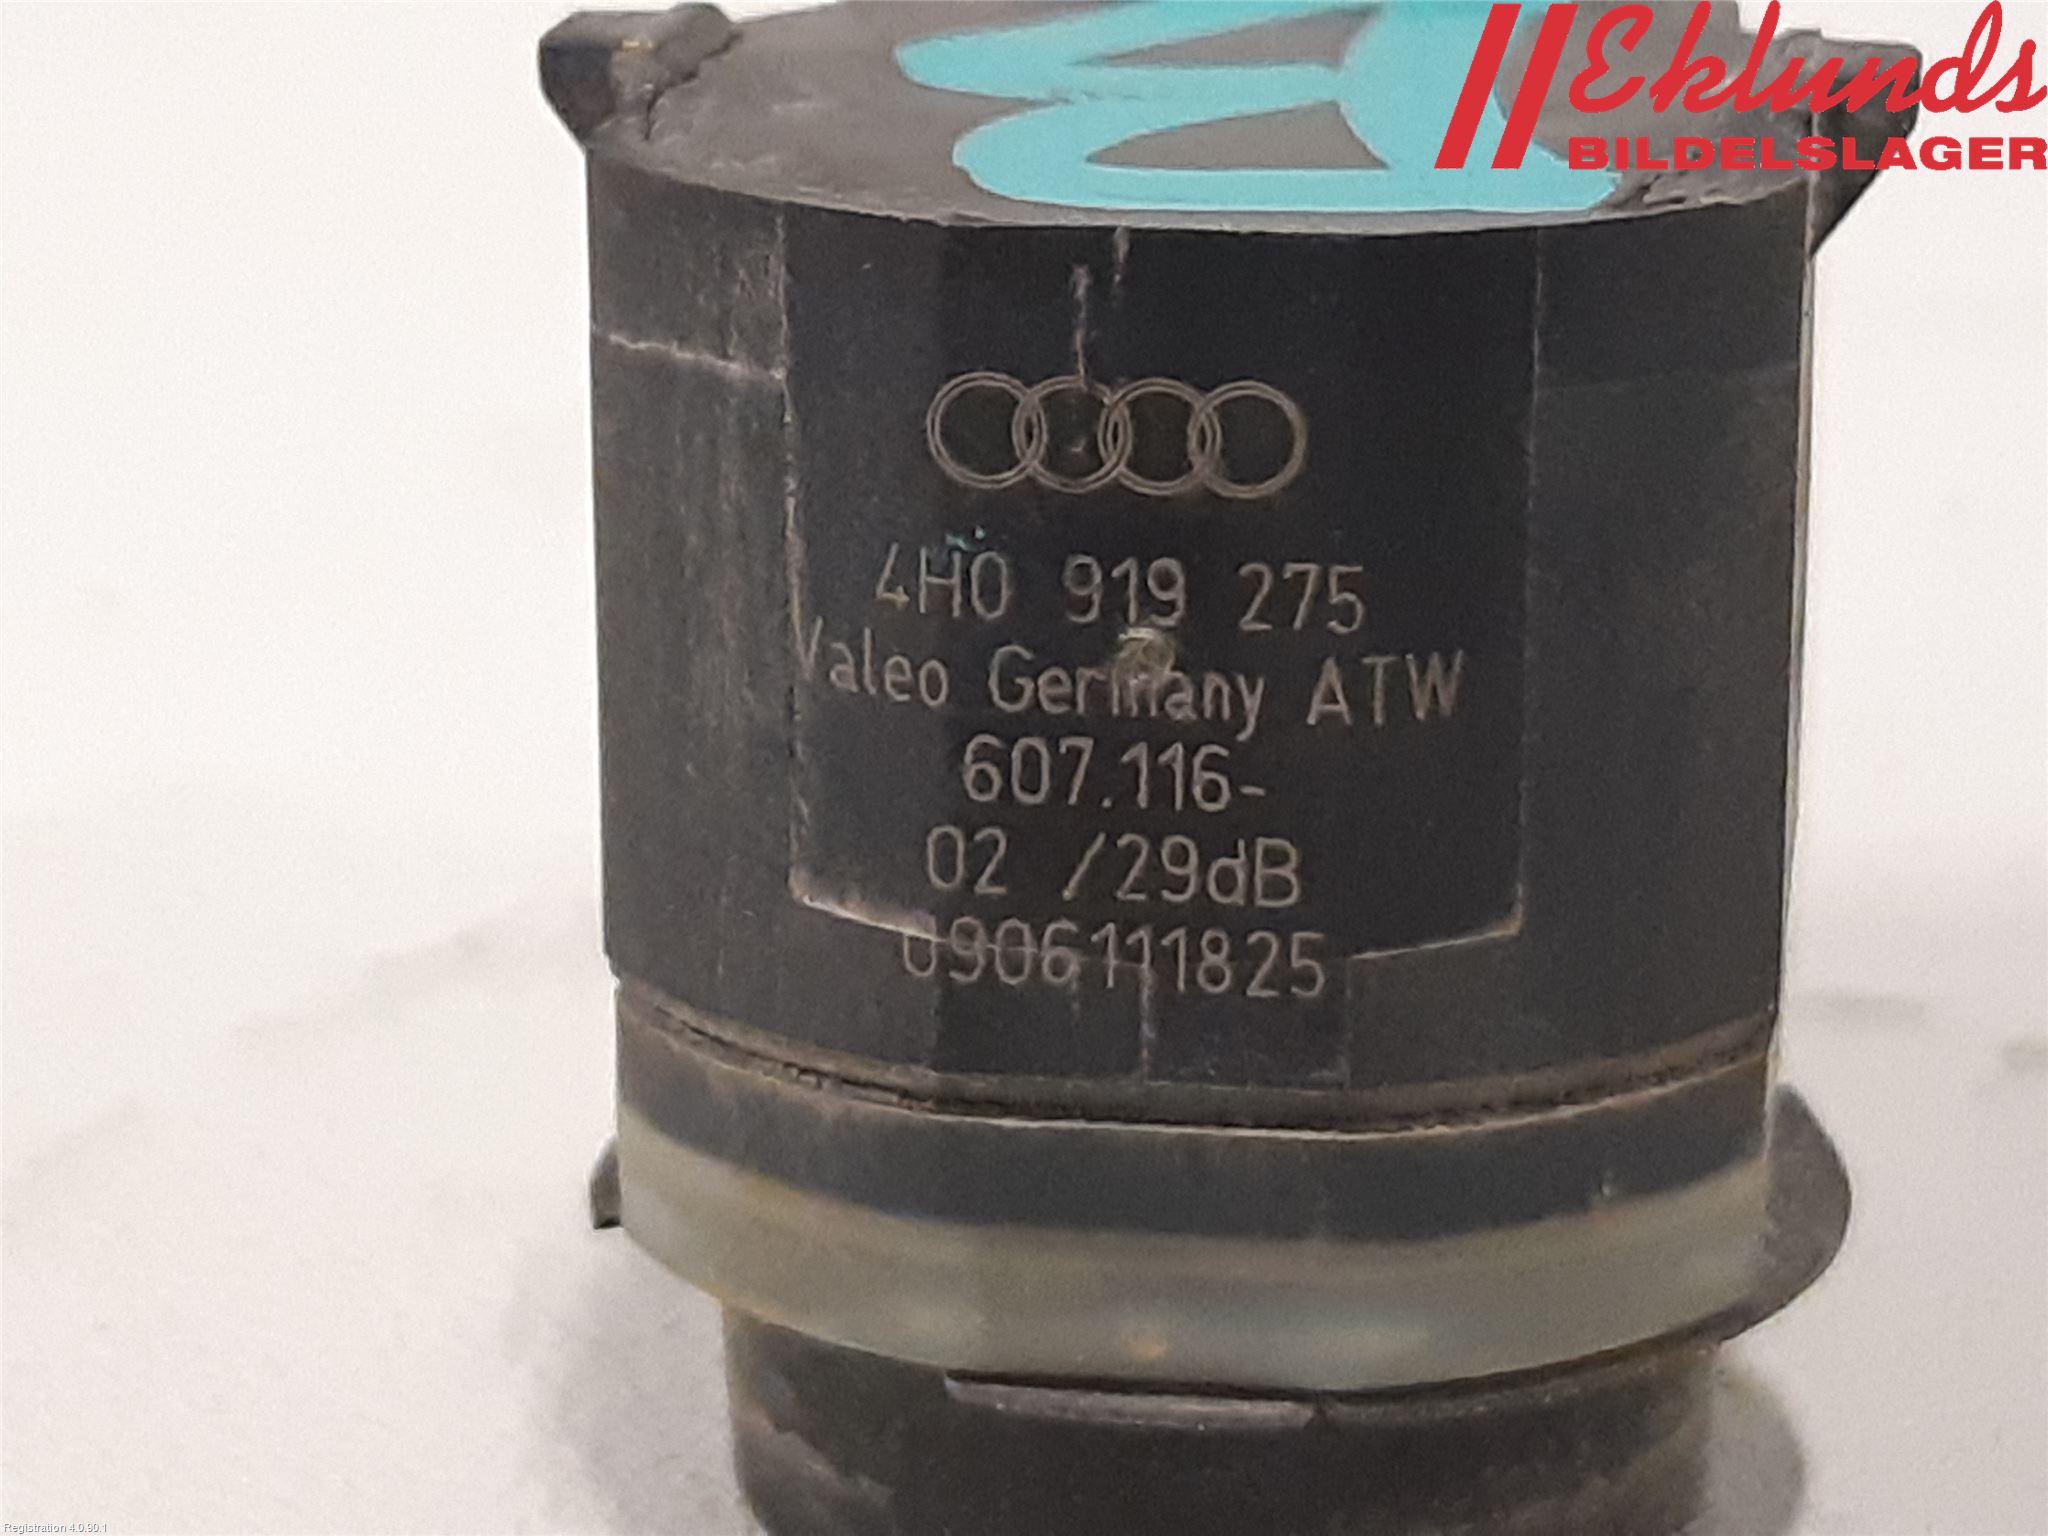 Eklunds
BILDELSLAGER
4H0 919 275
Valeo Germany ATW
607.116-
02 /29dB
0906111825
Registration 4.0.90.1